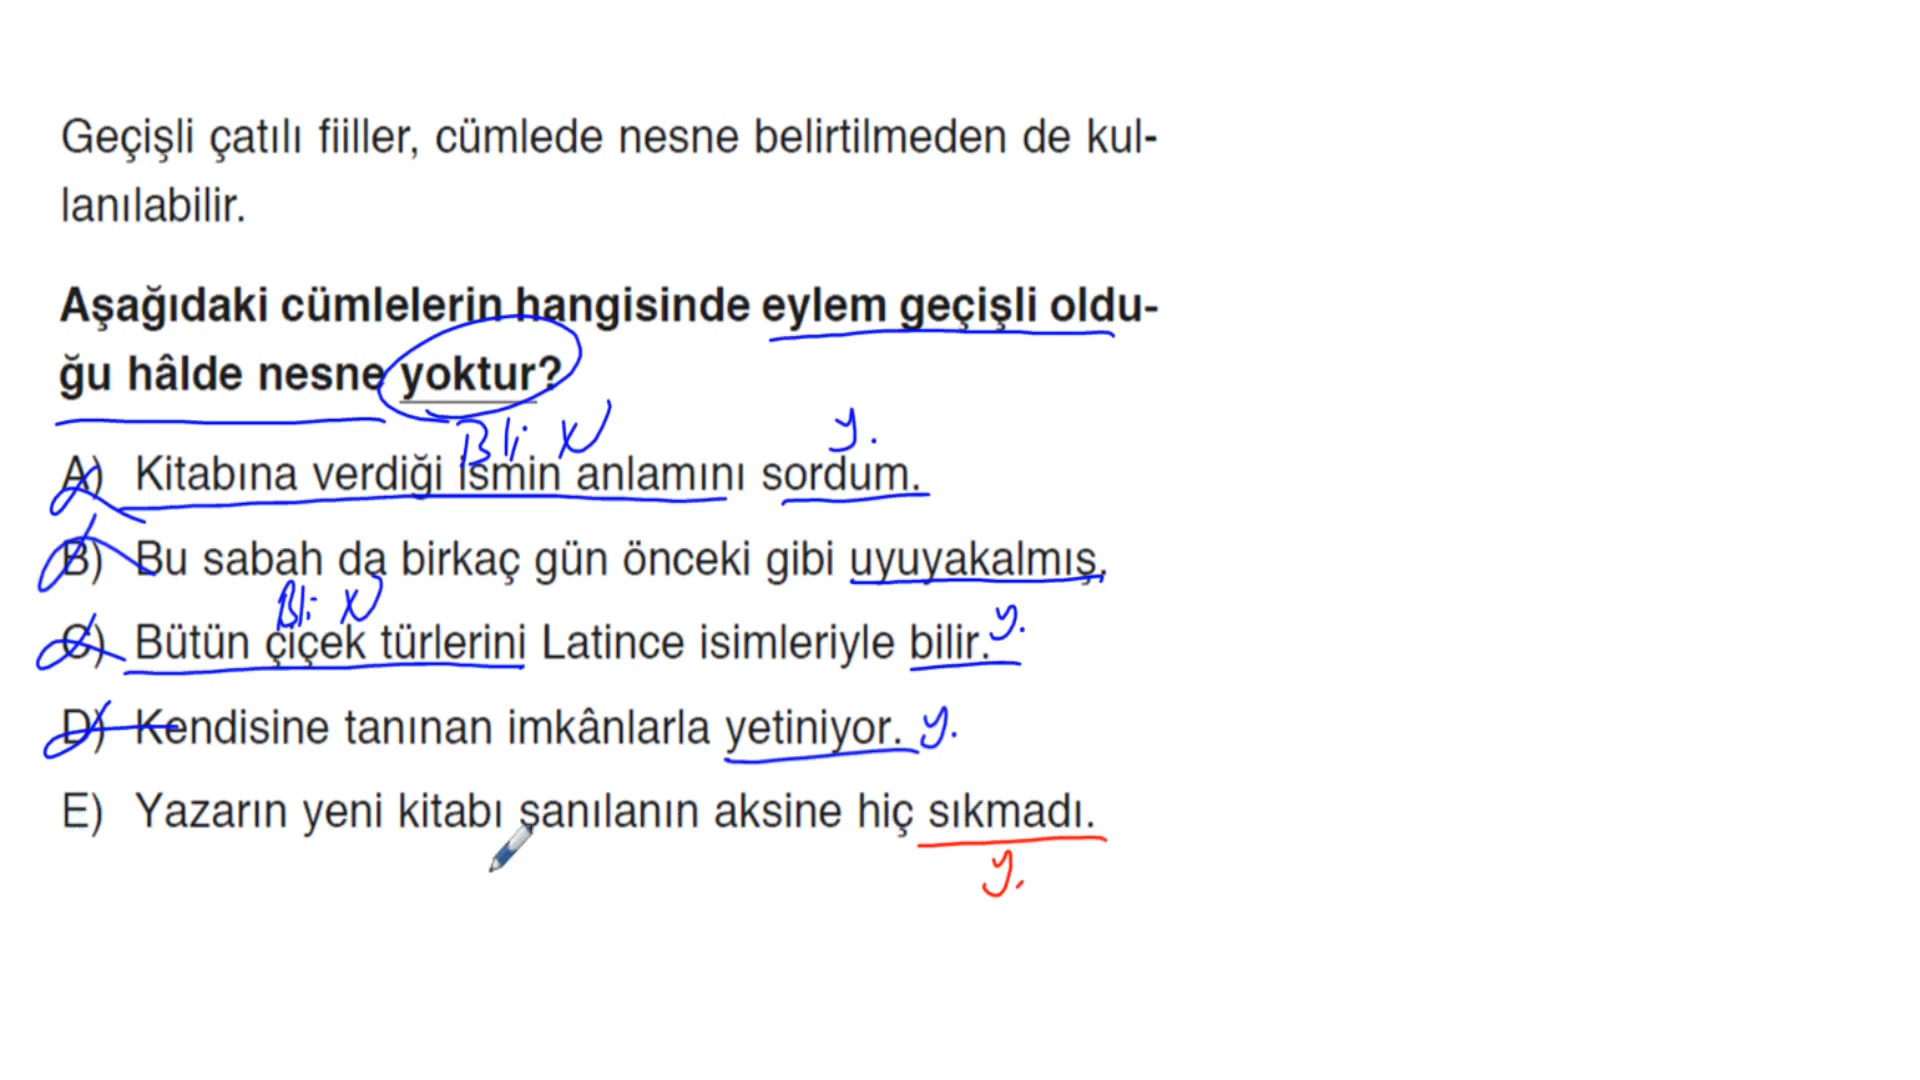 Geçişli çatılı fiiller, cümlede nesne belirtilmeden de kul-
lanılabilir.
Aşağıdaki cümlelerin hangisinde eylem geçişli oldu-
ğu hâlde nesne yoktur?
Bli N y.
A) Kitabına verdiği ismin anlamını sordum.
B) Bu sabah da birkaç gün önceki gibi uyuyakalmış.
Bli N y.
C) Bütün çiçek türlerini Latince isimleriyle bilir.
D) Kendisine tanınan imkânlarla yetiniyor. y.
E) Yazarın yeni kitabı sanılanın aksine hiç sıkmadı.
y.